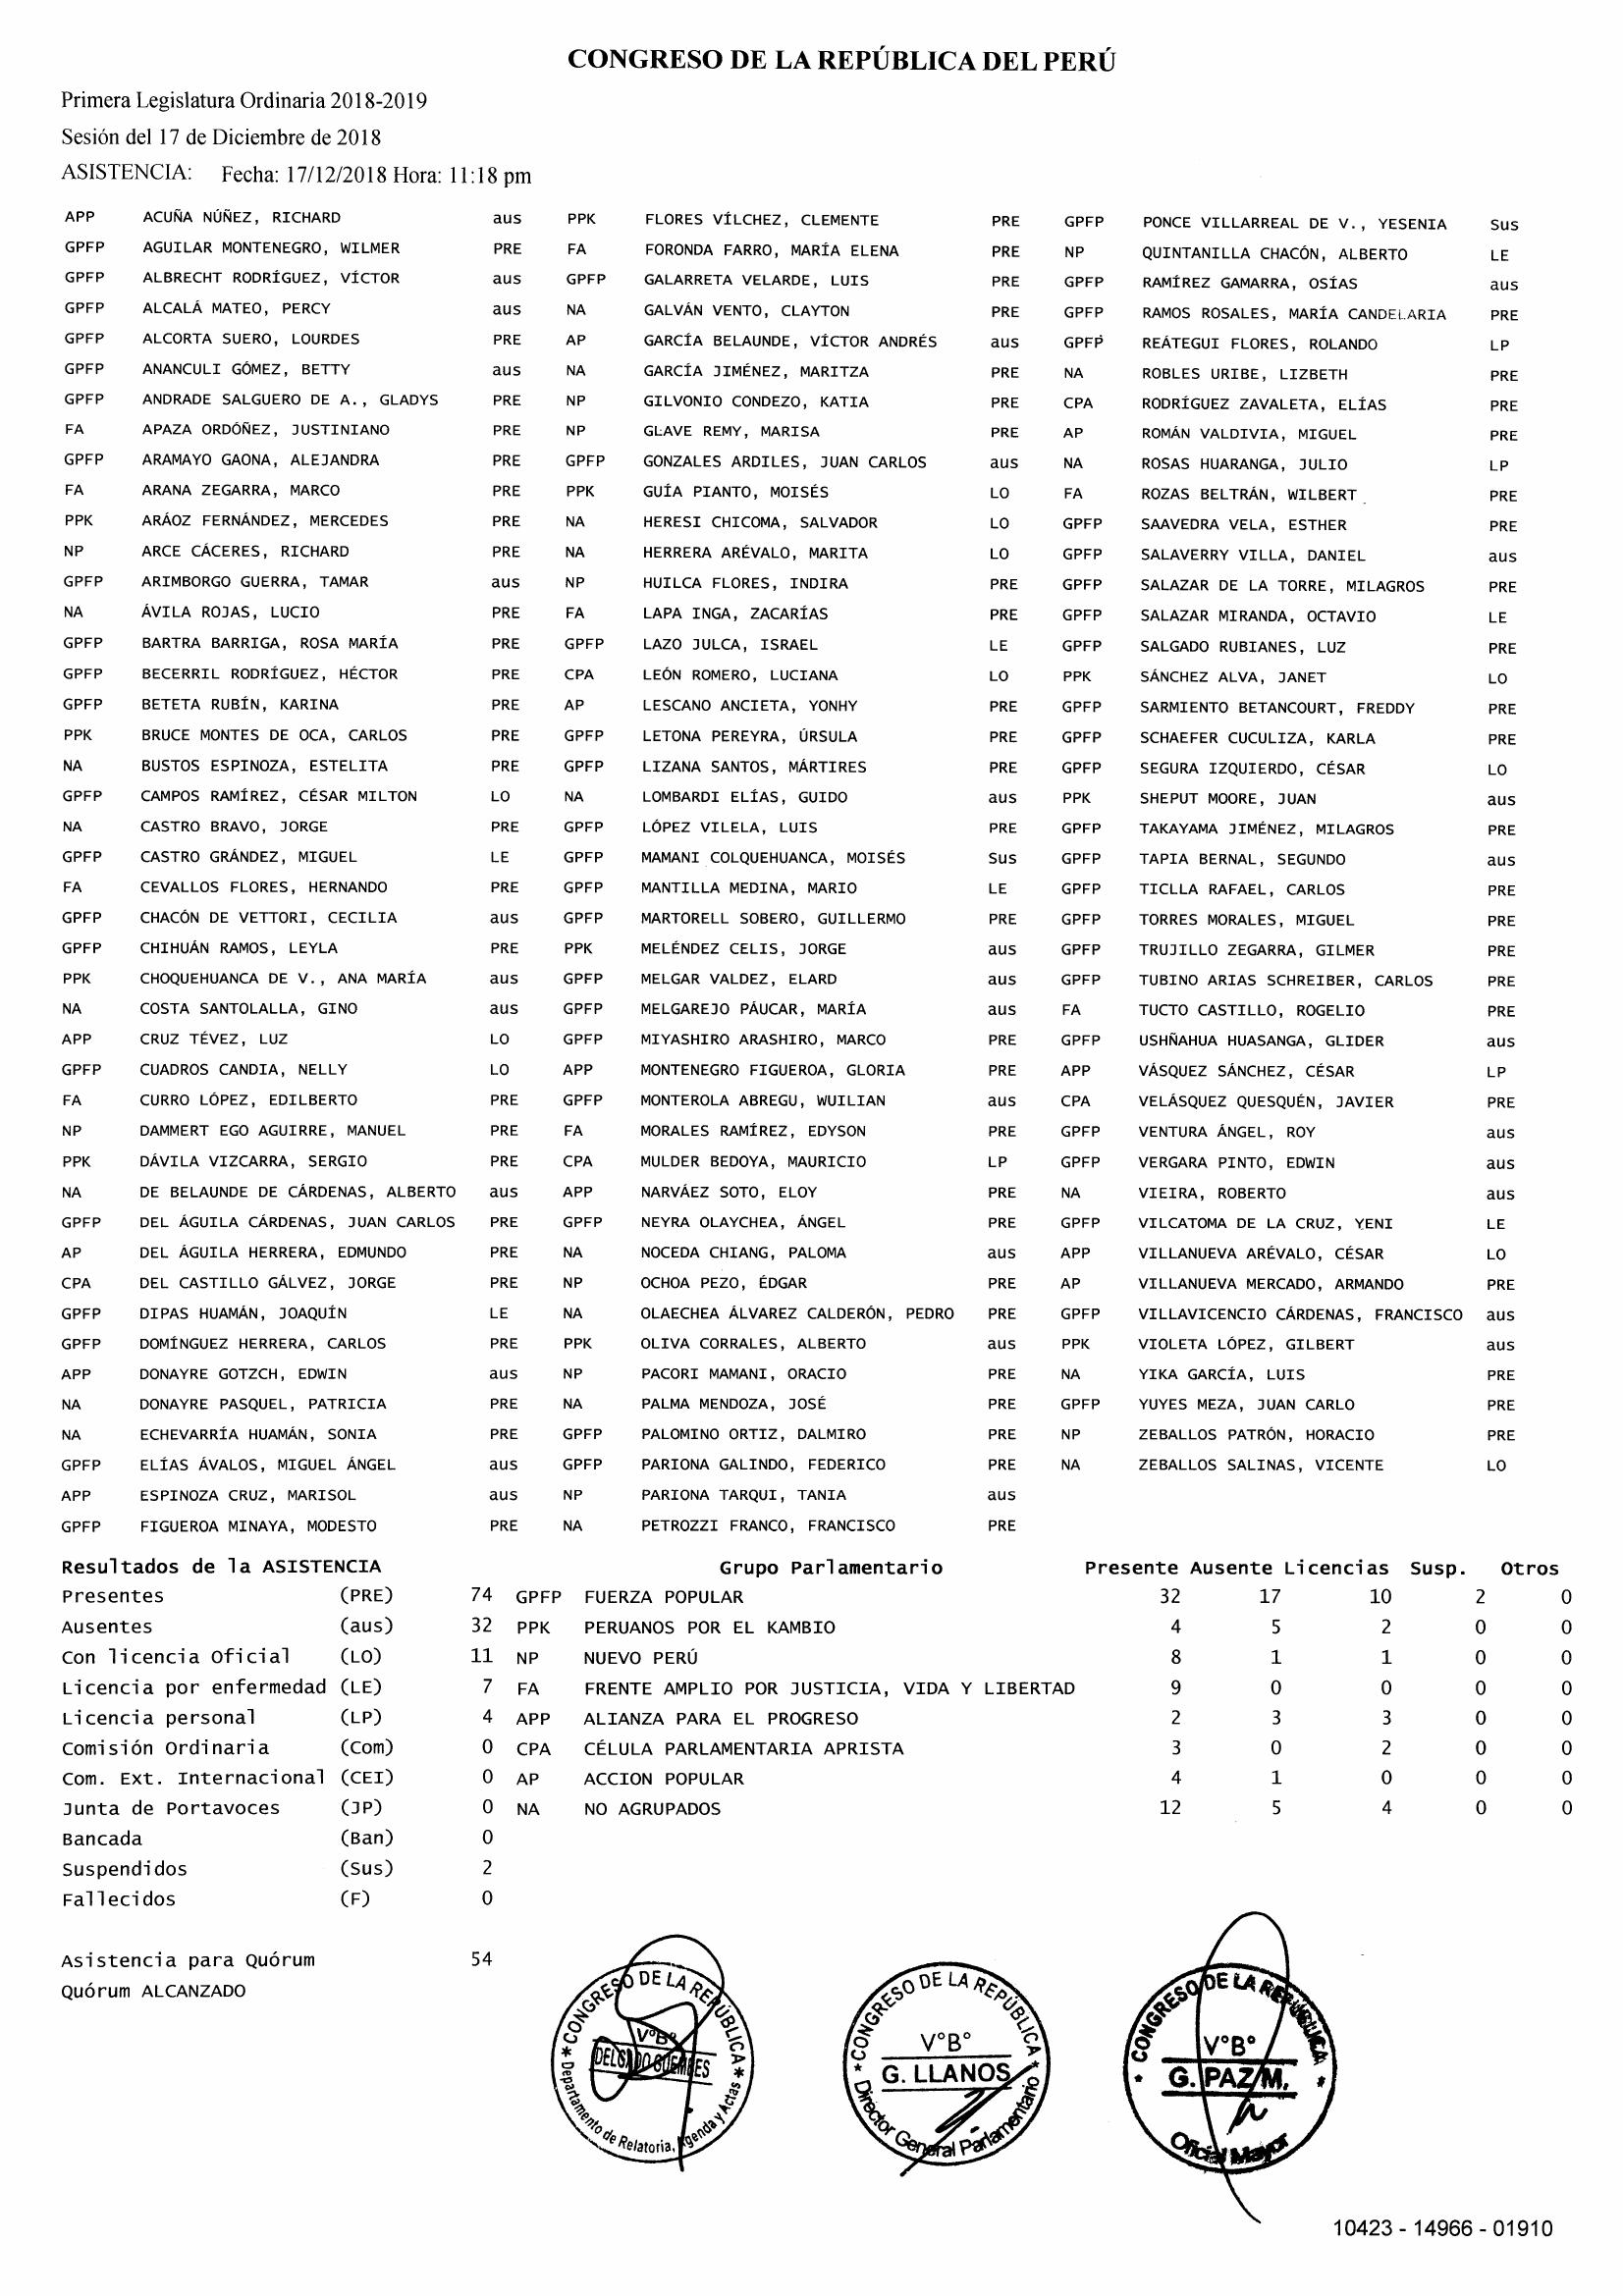 CONGRESO DE LA REPÚBLICA DEL PERÚ
Primera Legislatura Ordinaria 2018-2019
Sesión del 17 de Diciembre de 2018
ASISTENCIA: Fecha: 17/12/2018 Hora: 11:18 pm
APP ACUÑA NÚÑEZ, RICHARD aus PPK FLORES VÍLCHEZ, CLEMENTE PRE GPFP PONCE VILLARREAL DE V., YESENIA Sus
GPFP AGUILAR MONTENEGRO, WILMER PRE FA FORONDA FARRO, MARÍA ELENA PRE NP QUINTANILLA CHACÓN, ALBERTO LE
GPFP ALBRECHT RODRÍGUEZ, VÍCTOR aus GPFP GALARRETA VELARDE, LUIS PRE GPFP RAMÍREZ GAMARRA, OSÍAS aus
GPFP ALCALÁ MATEO, PERCY aus NA GALVÁN VENTO, CLAYTON PRE GPFP RAMOS ROSALES, MARÍA CANDELARIA PRE
GPFP ALCORTA SUERO, LOURDES PRE AP GARCÍA BELAUNDE, VÍCTOR ANDRÉS aus GPFP REÁTEGUI FLORES, ROLANDO LP
GPFP ANANCULI GÓMEZ, BETTY aus NA GARCÍA JIMÉNEZ, MARITZA PRE NA ROBLES URIBE, LIZBETH PRE
GPFP ANDRADE SALGUERO DE A., GLADYS PRE NP GILVONIO CONDEZO, KATIA PRE CPA RODRÍGUEZ ZAVALETA, ELÍAS PRE
FA APAZA ORDÓÑEZ, JUSTINIANO PRE NP GLAVE REMY, MARISA PRE AP ROMÁN VALDIVIA, MIGUEL PRE
GPFP ARAMAYO GAONA, ALEJANDRA PRE GPFP GONZALES ARDILES, JUAN CARLOS aus NA ROSAS HUARANGA, JULIO LP
FA ARANA ZEGARRA, MARCO PRE PPK GUÍA PIANTO, MOISÉS LO FA ROZAS BELTRÁN, WILBERT PRE
PPK ARÁOZ FERNÁNDEZ, MERCEDES PRE NA HERESI CHICOMA, SALVADOR LO GPFP SAAVEDRA VELA, ESTHER PRE
NP ARCE CÁCERES, RICHARD PRE NA HERRERA ARÉVALO, MARITA LO GPFP SALAVERRY VILLA, DANIEL aus
GPFP ARIMBORGO GUERRA, TAMAR aus NP HUILCA FLORES, INDIRA PRE GPFP SALAZAR DE LA TORRE, MILAGROS PRE
NA ÁVILA ROJAS, LUCIO PRE FA LAPA INGA, ZACARÍAS PRE GPFP SALAZAR MIRANDA, OCTAVIO LE
GPFP BARTRA BARRIGA, ROSA MARÍA PRE GPFP LAZO JULCA, ISRAEL LE GPFP SALGADO RUBIANES, LUZ PRE
GPFP BECERRIL RODRÍGUEZ, HÉCTOR PRE CPA LEÓN ROMERO, LUCIANA LO PPK SÁNCHEZ ALVA, JANET LO
GPFP BETETA RUBÍN, KARINA PRE AP LESCANO ANCIETA, YONHY PRE GPFP SARMIENTO BETANCOURT, FREDDY PRE
PPK BRUCE MONTES DE OCA, CARLOS PRE GPFP LETONA PEREYRA, ÚRSULA PRE GPFP SCHAEFER CUCULIZA, KARLA PRE
NA BUSTOS ESPINOZA, ESTELITA PRE GPFP LIZANA SANTOS, MÁRTIRES PRE GPFP SEGURA IZQUIERDO, CÉSAR LO
GPFP CAMPOS RAMÍREZ, CÉSAR MILTON LO NA LOMBARDI ELÍAS, GUIDO aus PPK SHEPUT MOORE, JUAN aus
NA CASTRO BRAVO, JORGE PRE GPFP LÓPEZ VILELA, LUIS PRE GPFP TAKAYAMA JIMÉNEZ, MILAGROS PRE
GPFP CASTRO GRÁNDEZ, MIGUEL LE GPFP MAMANI COLQUEHUANCA, MOISÉS Sus GPFP TAPIA BERNAL, SEGUNDO aus
FA CEVALLOS FLORES, HERNANDO PRE GPFP MANTILLA MEDINA, MARIO LE GPFP TICLLA RAFAEL, CARLOS PRE
GPFP CHACÓN DE VETTORI, CECILIA aus GPFP MARTORELL SOBERO, GUILLERMO PRE GPFP TORRES MORALES, MIGUEL PRE
GPFP CHIHUÁN RAMOS, LEYLA PRE PPK MELÉNDEZ CELIS, JORGE aus GPFP TRUJILLO ZEGARRA, GILMER PRE
PPK CHOQUEHUANCA DE V., ANA MARÍA aus GPFP MELGAR VALDEZ, ELARD aus GPFP TUBINO ARIAS SCHREIBER, CARLOS PRE
NA COSTA SANTOLALLA, GINO aus GPFP MELGAREJO PÁUCAR, MARÍA aus FA TUCTO CASTILLO, ROGELIO PRE
APP CRUZ TÉVEZ, LUZ LO GPFP MIYASHIRO ARASHIRO, MARCO PRE GPFP USHÑAHUA HUASANGA, GLIDER aus
GPFP CUADROS CANDIA, NELLY LO APP MONTENEGRO FIGUEROA, GLORIA PRE APP VÁSQUEZ SÁNCHEZ, CÉSAR LP
FA CURRO LÓPEZ, EDILBERTO PRE GPFP MONTEROLA ABREGU, WUILIAN aus CPA VELÁSQUEZ QUESQUÉN, JAVIER PRE
NP DAMMERT EGO AGUIRRE, MANUEL PRE FA MORALES RAMÍREZ, EDYSON PRE GPFP VENTURA ÁNGEL, ROY aus
PPK DÁVILA VIZCARRA, SERGIO PRE CPA MULDER BEDOYA, MAURICIO LP GPFP VERGARA PINTO, EDWIN aus
NA DE BELAUNDE DE CÁRDENAS, ALBERTO aus APP NARVÁEZ SOTO, ELOY PRE NA VIEIRA, ROBERTO aus
GPFP DEL ÁGUILA CÁRDENAS, JUAN CARLOS PRE GPFP NEYRA OLAYCHEA, ÁNGEL PRE GPFP VILCATOMA DE LA CRUZ, YENI LE
AP DEL ÁGUILA HERRERA, EDMUNDO PRE NA NOCEDA CHIANG, PALOMA aus APP VILLANUEVA ARÉVALO, CÉSAR LO
CPA DEL CASTILLO GÁLVEZ, JORGE PRE NP OCHOA PEZO, ÉDGAR PRE AP VILLANUEVA MERCADO, ARMANDO PRE
GPFP DIPAS HUAMÁN, JOAQUÍN LE NA OLAECHEA ÁLVAREZ CALDERÓN, PEDRO PRE GPFP VILLAVICENCIO CÁRDENAS, FRANCISCO aus
GPFP DOMÍNGUEZ HERRERA, CARLOS PRE PPK OLIVA CORRALES, ALBERTO aus PPK VIOLETA LÓPEZ, GILBERT aus
APP DONAYRE GOTZCH, EDWIN aus NP PACORI MAMANI, ORACIO PRE NA YIKA GARCÍA, LUIS PRE
NA DONAYRE PASQUEL, PATRICIA PRE NA PALMA MENDOZA, JOSÉ PRE GPFP YUYES MEZA, JUAN CARLO PRE
NA ECHEVARRÍA HUAMÁN, SONIA PRE GPFP PALOMINO ORTIZ, DALMIRO PRE NP ZEBALLOS PATRÓN, HORACIO PRE
GPFP ELÍAS ÁVALOS, MIGUEL ÁNGEL aus GPFP PARIONA GALINDO, FEDERICO PRE NA ZEBALLOS SALINAS, VICENTE LO
APP ESPINOZA CRUZ, MARISOL aus NP PARIONA TARQUI, TANIA aus
GPFP FIGUEROA MINAYA, MODESTO PRE NA PETROZZI FRANCO, FRANCISCO PRE
Resultados de la ASISTENCIA Grupo Parlamentario Presente Ausente Licencias Susp. Otros
Presentes (PRE) 74 GPFP FUERZA POPULAR 32 17 10 2 0
Ausentes (aus) 32 PPK PERUANOS POR EL KAMBIO 4 5 2 0 0
Con licencia Oficial (LO) 11 NP NUEVO PERÚ 8 1 1 0 0
Licencia por enfermedad (LE) 7 FA FRENTE AMPLIO POR JUSTICIA, VIDA Y LIBERTAD 9 0 0 0 0
Licencia personal (LP) 4 APP ALIANZA PARA EL PROGRESO 2 3 3 0 0
Comisión Ordinaria (Com) 0 CPA CÉLULA PARLAMENTARIA APRISTA 3 0 2 0 0
Com. Ext. Internacional (CEI) 0 AP ACCION POPULAR 4 1 0 0 0
Junta de Portavoces (JP) 0 NA NO AGRUPADOS 12 5 4 0 0
Bancada (Ban) 0
Suspendidos (Sus) 2
Fallecidos (F) 0
Asistencia para Quórum 54
Quórum ALCANZADO
CONGRESO DE LA REPÚBLICA
V°B°
DELGADO GUEMBES
Departamento de Relatoria, Agenda y Actas
CONGRESO DE LA REPÚBLICA
V°B°
G. LLANOS
Director General Parlamentario
CONGRESO DE LA REPÚBLICA
V°B°
G. PAZ M.
Oficial Mayor
10423 - 14966 - 01910